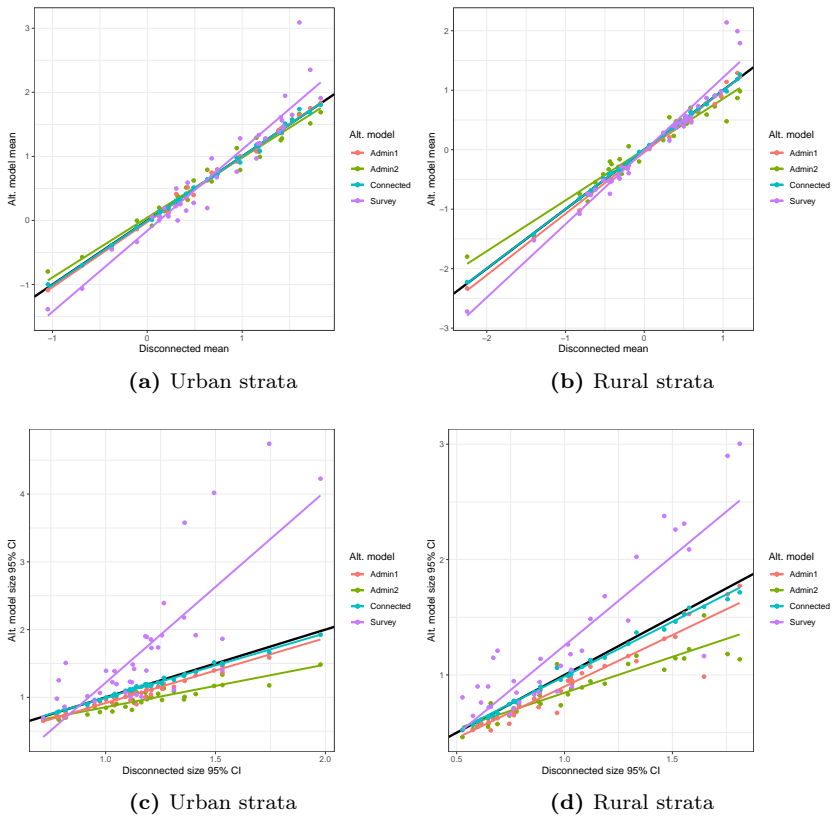 3
2
1
0
−1
−1
0
1
2
Disconnected mean
Alt. model mean
Alt. model
Admin1
Admin2
Connected
Survey
(a) Urban strata
2
1
0
−1
−2
−3
−2
−1
0
1
Disconnected mean
Alt. model mean
Alt. model
Admin1
Admin2
Connected
Survey
(b) Rural strata
4
3
2
1
1.0
1.5
2.0
Disconnected size 95% CI
Alt. model size 95% CI
Alt. model
Admin1
Admin2
Connected
Survey
(c) Urban strata
3
2
1
0.5
1.0
1.5
Disconnected size 95% CI
Alt. model size 95% CI
Alt. model
Admin1
Admin2
Connected
Survey
(d) Rural strata